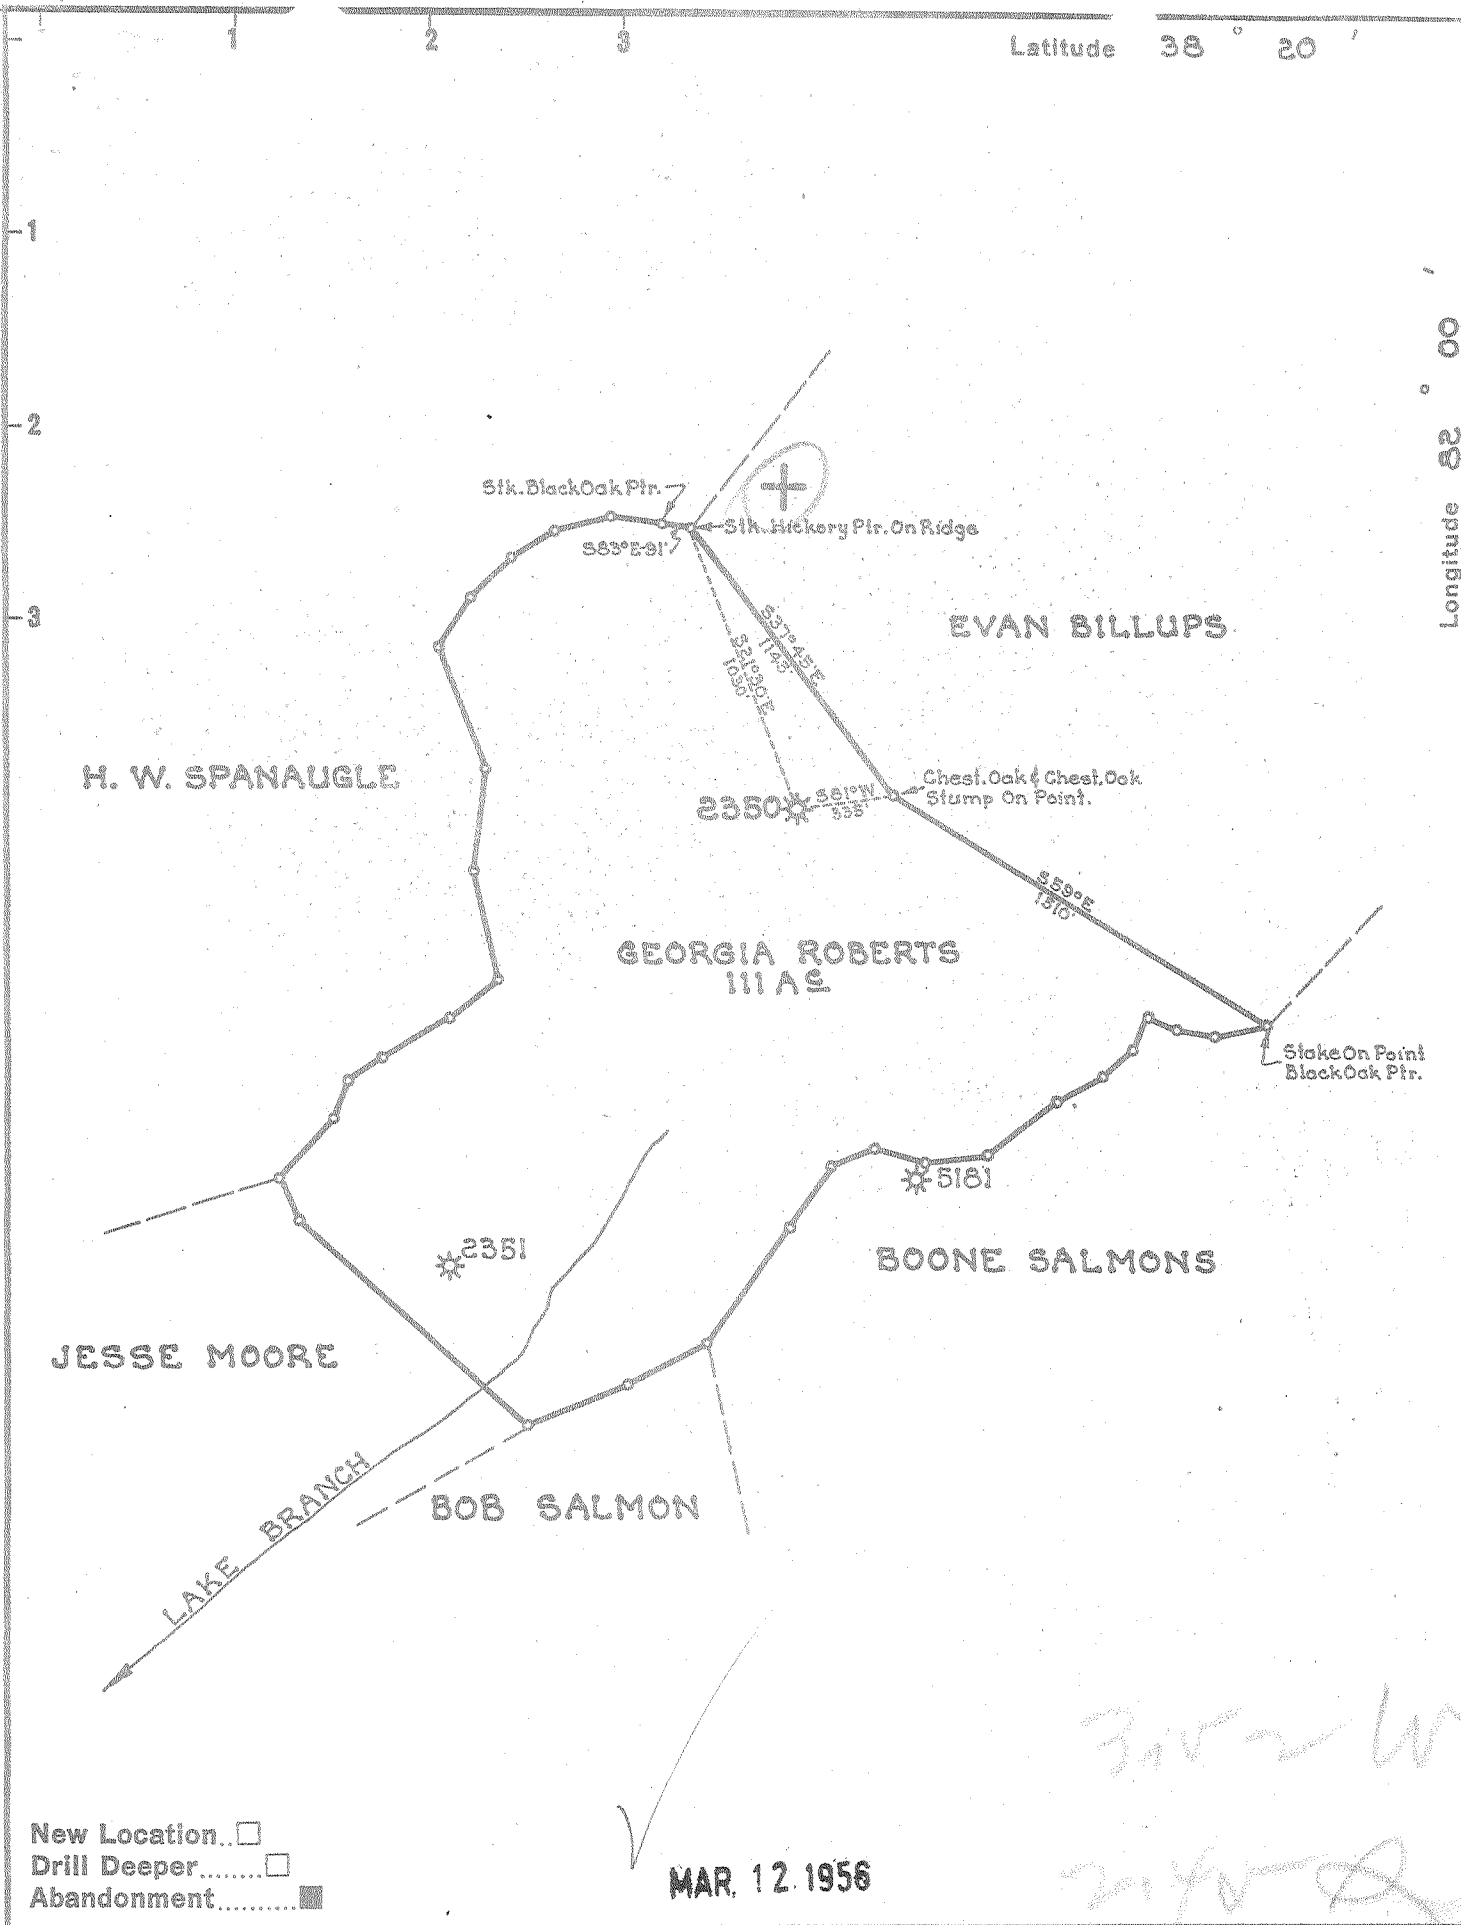 1 2 3
Latitude 38 ° 20 '
1
2
3
Longitude 82 ° 00 '
Stk. Black Oak Ptr.
Stk. Hickory Ptr. On Ridge
S83°E-91'
EVAN BILLUPS
S37°45'E
1143'
S21°30'E
1030'
H. W. SPANAUGLE
Chest. Oak & Chest. Oak
Stump On Point.
2350
S81°W
335'
S59°E
1510'
GEORGIA ROBERTS
111 Ac
Stake On Point
Black Oak Ptr.
5181
2351
BOONE SALMONS
JESSE MOORE
BOB SALMON
LAKE BRANCH
New Location..
Drill Deeper.......
Abandonment.........
MAR. 12 1956